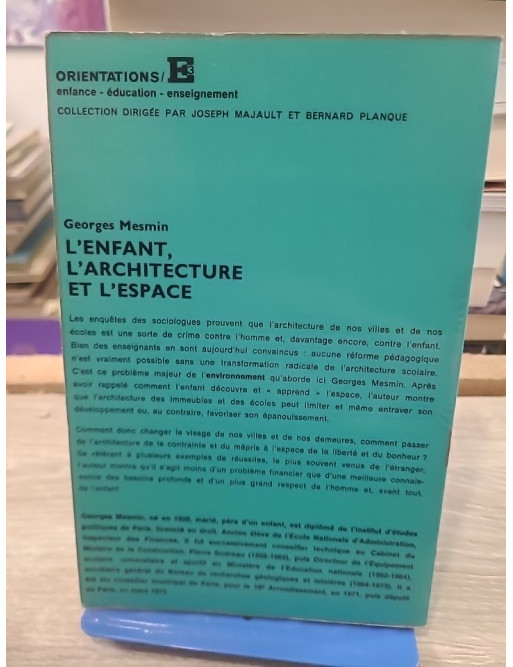 ORIENTATIONS/E3
enfance - éducation - enseignement
COLLECTION DIRIGÉE PAR JOSEPH MAJAULT ET BERNARD PLANQUE
Georges Mesmin
L'ENFANT,
L'ARCHITECTURE
ET L'ESPACE
Les enquêtes des sociologues prouvent que l'architecture de nos villes et de nos
écoles est une sorte de crime contre l'homme et, davantage encore, contre l'enfant.
Bien des enseignants en sont aujourd'hui convaincus : aucune réforme pédagogique
n'est vraiment possible sans une transformation radicale de l'architecture scolaire.
C'est ce problème majeur de l'environnement qu'aborde ici Georges Mesmin. Après
avoir rappelé comment l'enfant découvre et « apprend » l'espace, l'auteur montre
que l'architecture des immeubles et des écoles peut limiter et même entraver son
développement ou, au contraire, favoriser son épanouissement.
Comment donc changer le visage de nos villes et de nos demeures, comment passer
de l'architecture de la contrainte et du mépris à l'espace de la liberté et du bonheur ?
Se référant à plusieurs exemples de réussites, le plus souvent venus de l'étranger,
l'auteur montre qu'il s'agit moins d'un problème financier que d'une meilleure connais-
sance des besoins profonds et d'un plus grand respect de l'homme et, avant tout,
de l'enfant.
Georges Mesmin, né en 1926, marié, père d'un enfant, est diplômé de l'Institut d'études
politiques de Paris, licencié en droit. Ancien élève de l'École Nationale d'Administration,
Inspecteur des Finances, il fut successivement conseiller technique au Cabinet du
Ministre de la Construction, Pierre Sudreau (1958-1962), puis Directeur de l'Équipement
scolaire, universitaire et sportif au Ministère de l'Éducation nationale (1962-1964),
secrétaire général du Bureau de recherches géologiques et minières (1964-1973). Il a
été élu conseiller municipal de Paris, pour le 16e Arrondissement, en 1971, puis député
de Paris, en mars 1973.